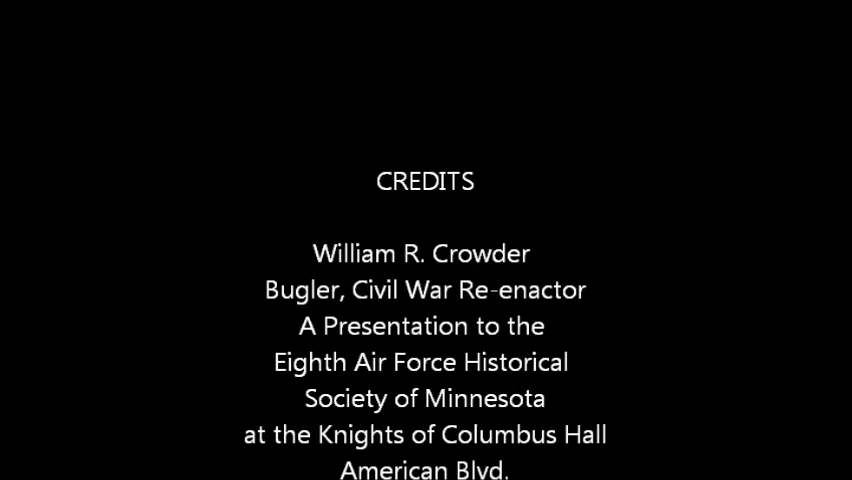 CREDITS
William R. Crowder
Bugler, Civil War Re-enactor
A Presentation to the
Eighth Air Force Historical
Society of Minnesota
at the Knights of Columbus Hall
American Blvd.